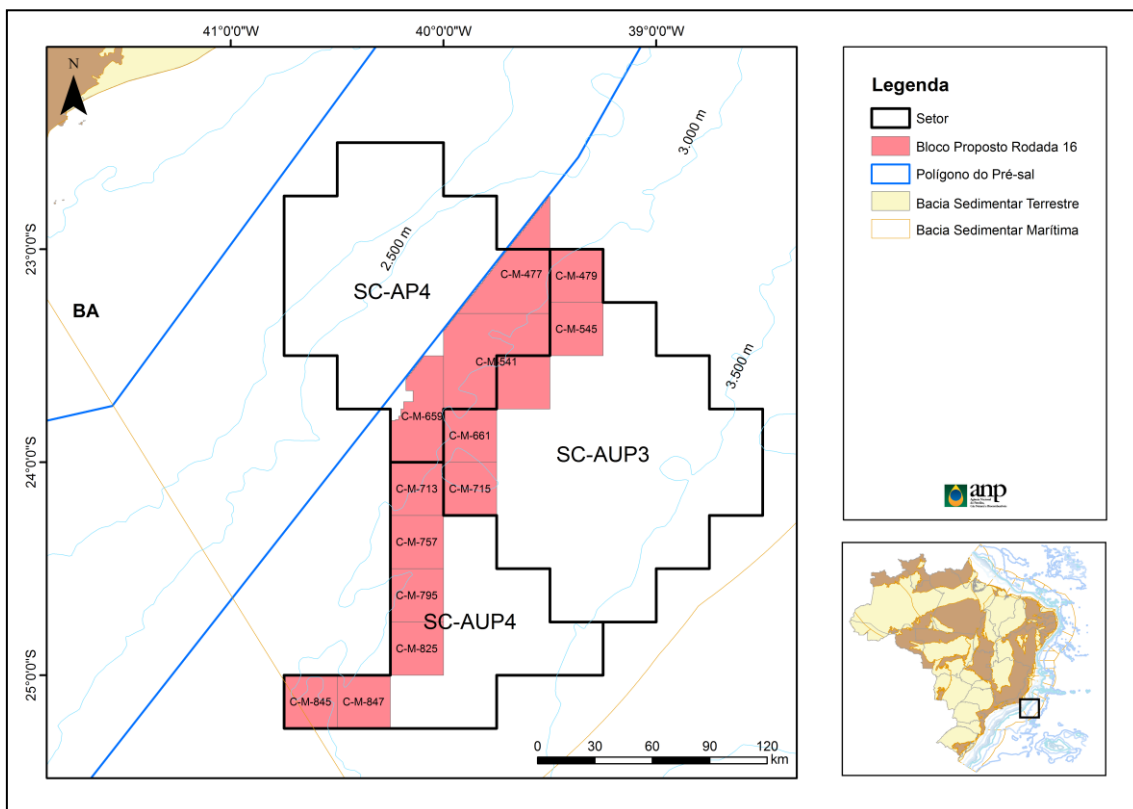 41°0'0"W
40°0'0"W
39°0'0"W
N
3.000 m
23°0'0"S
2.500 m
C-M-477
C-M-479
SC-AP4
BA
C-M-545
C-M-541
3.500 m
C-M-659
C-M-661
SC-AUP3
24°0'0"S
C-M-713
C-M-715
C-M-757
C-M-795
SC-AUP4
C-M-825
25°0'0"S
C-M-845
C-M-847
0 30 60 90 120
km
Legenda
Setor
Bloco Proposto Rodada 16
Polígono do Pré-sal
Bacia Sedimentar Terrestre
Bacia Sedimentar Marítima
anp